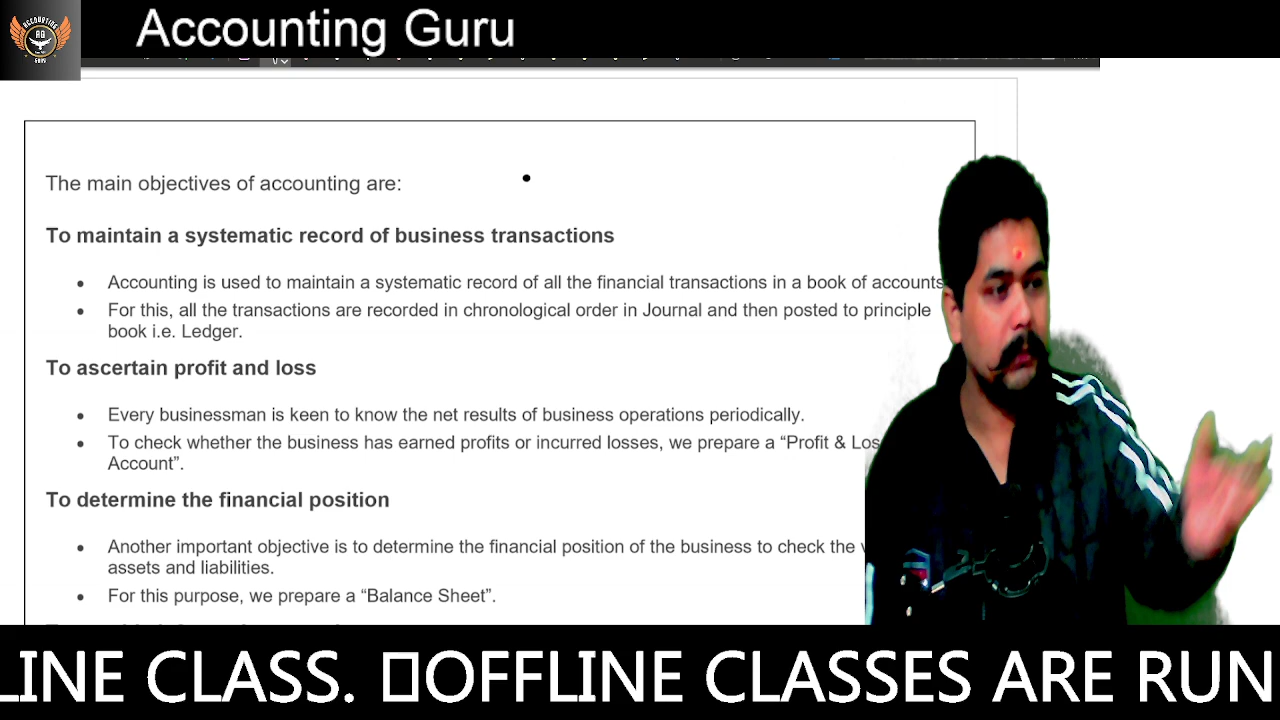 Accounting Guru
The main objectives of accounting are:
To maintain a systematic record of business transactions
• Accounting is used to maintain a systematic record of all the financial transactions in a book of accounts
• For this, all the transactions are recorded in chronological order in Journal and then posted to principle
book i.e. Ledger.
To ascertain profit and loss
• Every businessman is keen to know the net results of business operations periodically.
• To check whether the business has earned profits or incurred losses, we prepare a “Profit & Los
Account”.
To determine the financial position
• Another important objective is to determine the financial position of the business to check the
assets and liabilities.
• For this purpose, we prepare a “Balance Sheet”.
LINE CLASS. OFFLINE CLASSES ARE RUN